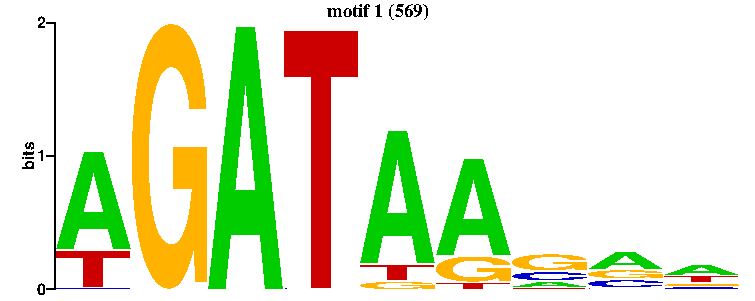 motif 1 (569)
2
bits
1
0
A G A T A A G A A
T T G C G T
G T A C C